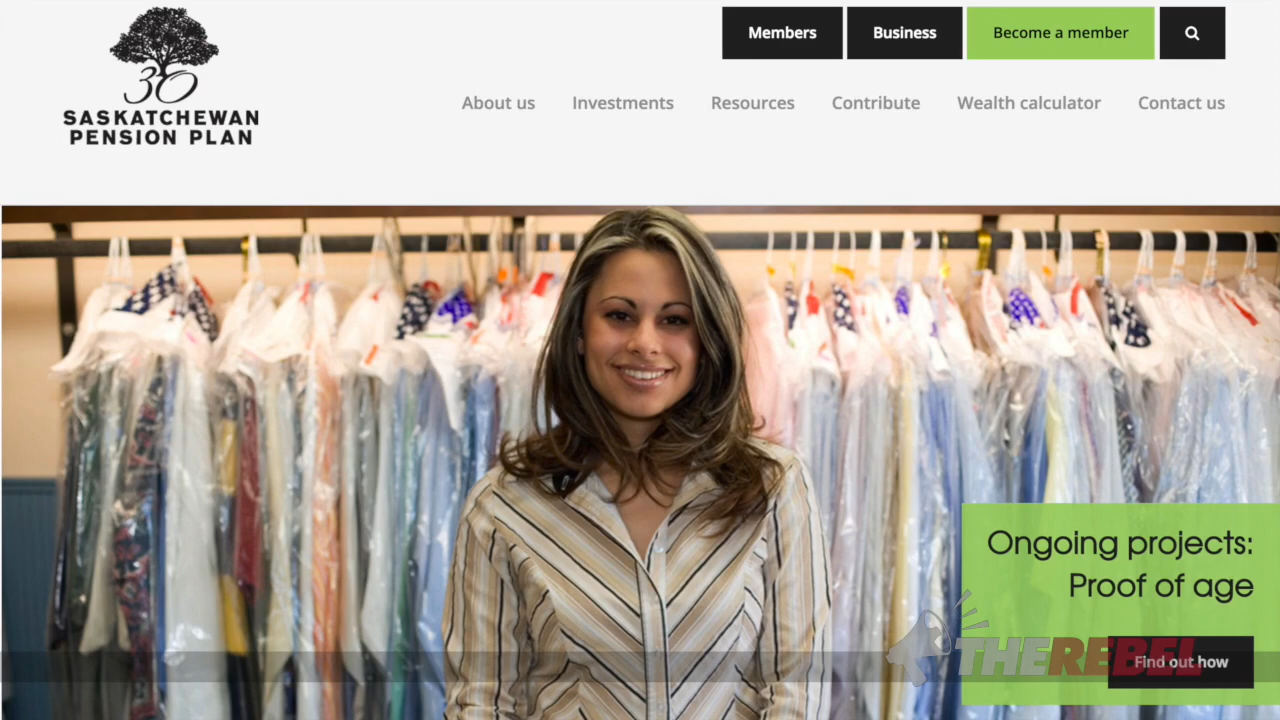 30
SASKATCHEWAN
PENSION PLAN
Members
Business
Become a member
About us
Investments
Resources
Contribute
Wealth calculator
Contact us
Ongoing projects:
Proof of age
THEREBEL
Find out how